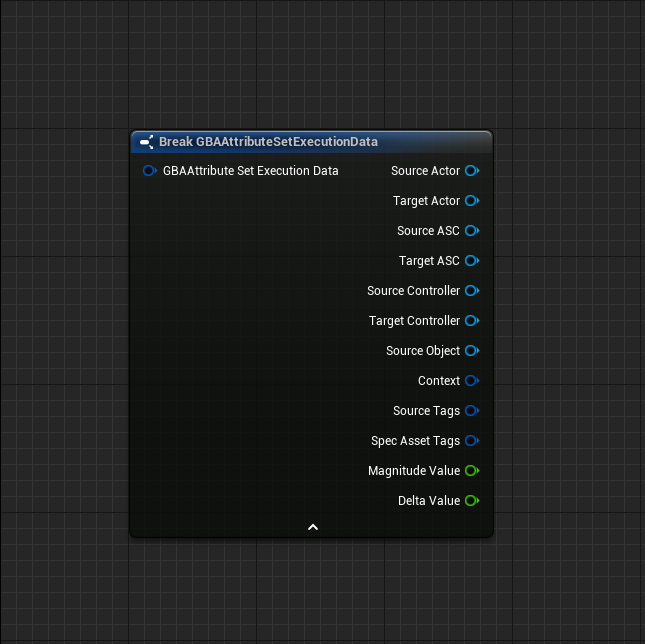 Break GBAAttributeSetExecutionData
GBAAttribute Set Execution Data
Source Actor
Target Actor
Source ASC
Target ASC
Source Controller
Target Controller
Source Object
Context
Source Tags
Spec Asset Tags
Magnitude Value
Delta Value